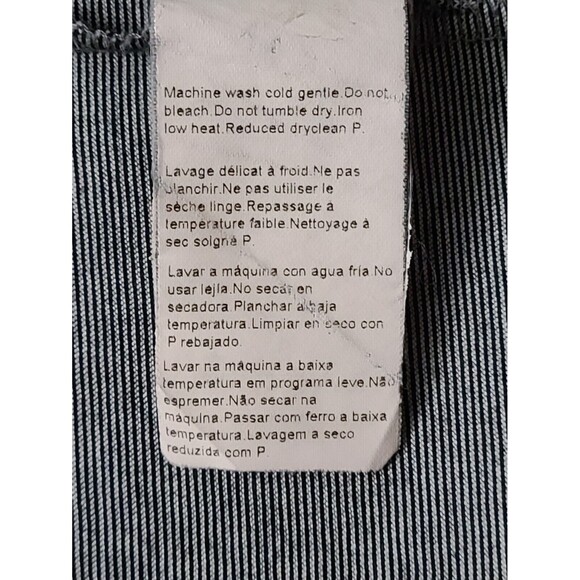 Machine wash cold gentle.Do not
bleach.Do not tumble dry.Iron
low heat.Reduced dryclean P.
Lavage délicat à froid.Ne pas
blanchir.Ne pas utiliser le
sèche linge.Repassage à
température faible.Nettoyage à
sec soigné P.
Lavar a máquina con agua fría No
usar lejía.No secar en
secadora.Planchar a baja
temperatura.Limpiar en seco con
P rebajado.
Lavar na máquina a baixa
temperatura em programa leve.Não
espremer.Não secar na
máquina.Passar com ferro a baixa
temperatura.Lavagem a seco
reduzida com P.